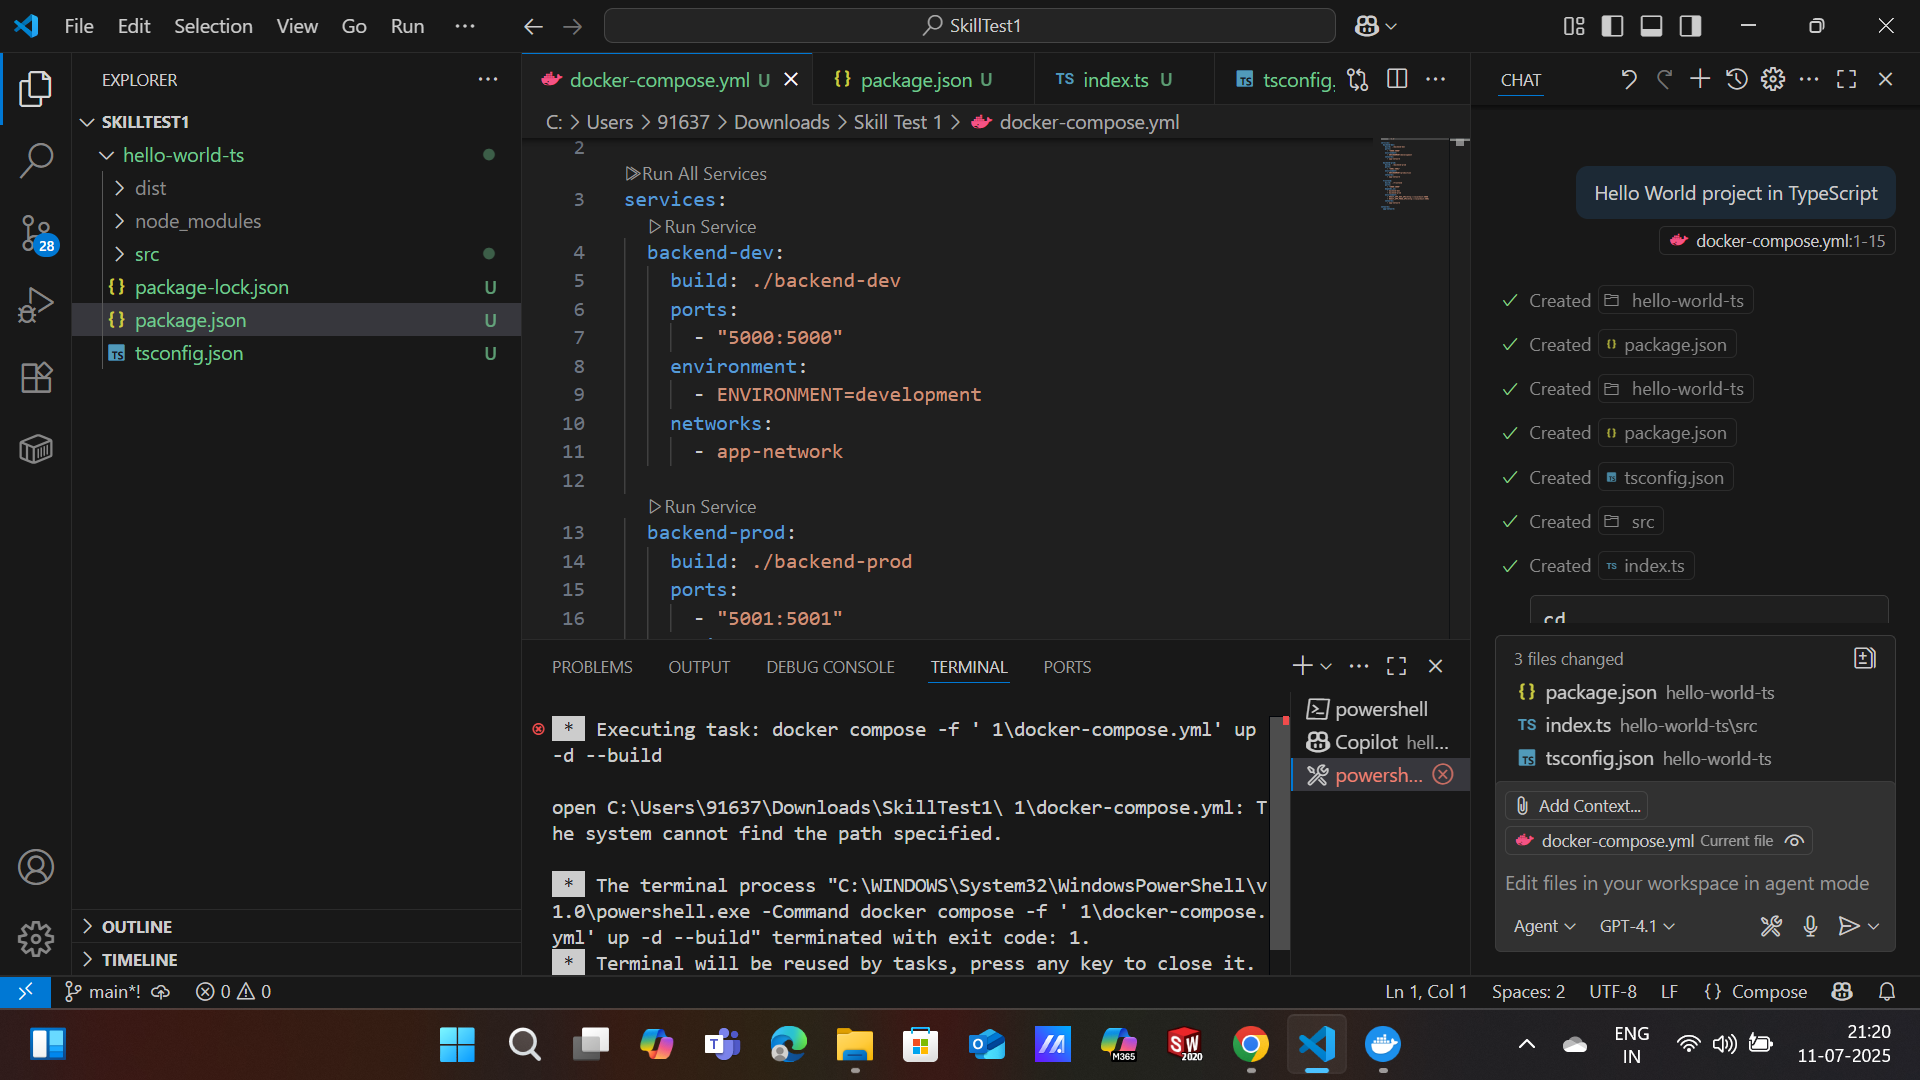 File Edit Selection View Go Run ···
SkillTest1
EXPLORER
SKILLTEST1
hello-world-ts
dist
node_modules
src
package-lock.json U
package.json U
tsconfig.json U
28
OUTLINE
TIMELINE
docker-compose.yml U
package.json U
TS index.ts U
tsconfig.
C: > Users > 91637 > Downloads > Skill Test 1 > docker-compose.yml
2
Run All Services
3 services:
Run Service
4 backend-dev:
5 build: ./backend-dev
6 ports:
7 - "5000:5000"
8 environment:
9 - ENVIRONMENT=development
10 networks:
11 - app-network
12
Run Service
13 backend-prod:
14 build: ./backend-prod
15 ports:
16 - "5001:5001"
PROBLEMS OUTPUT DEBUG CONSOLE TERMINAL PORTS
* Executing task: docker compose -f ' 1\docker-compose.yml' up
-d --build
open C:\Users\91637\Downloads\SkillTest1\ 1\docker-compose.yml: T
he system cannot find the path specified.
* The terminal process "C:\WINDOWS\System32\WindowsPowerShell\v
1.0\powershell.exe -Command docker compose -f ' 1\docker-compose.
yml' up -d --build" terminated with exit code: 1.
* Terminal will be reused by tasks, press any key to close it.
powershell
Copilot hell...
powersh...
CHAT
Hello World project in TypeScript
docker-compose.yml:1-15
Created hello-world-ts
Created package.json
Created hello-world-ts
Created package.json
Created tsconfig.json
Created src
Created TS index.ts
cd
3 files changed
package.json hello-world-ts
TS index.ts hello-world-ts\src
tsconfig.json hello-world-ts
Add Context...
docker-compose.yml Current file
Edit files in your workspace in agent mode
Agent GPT-4.1
main*! 0 0
Ln 1, Col 1 Spaces: 2 UTF-8 LF {} Compose
M365
SW
2020
ENG
IN
21:20
11-07-2025